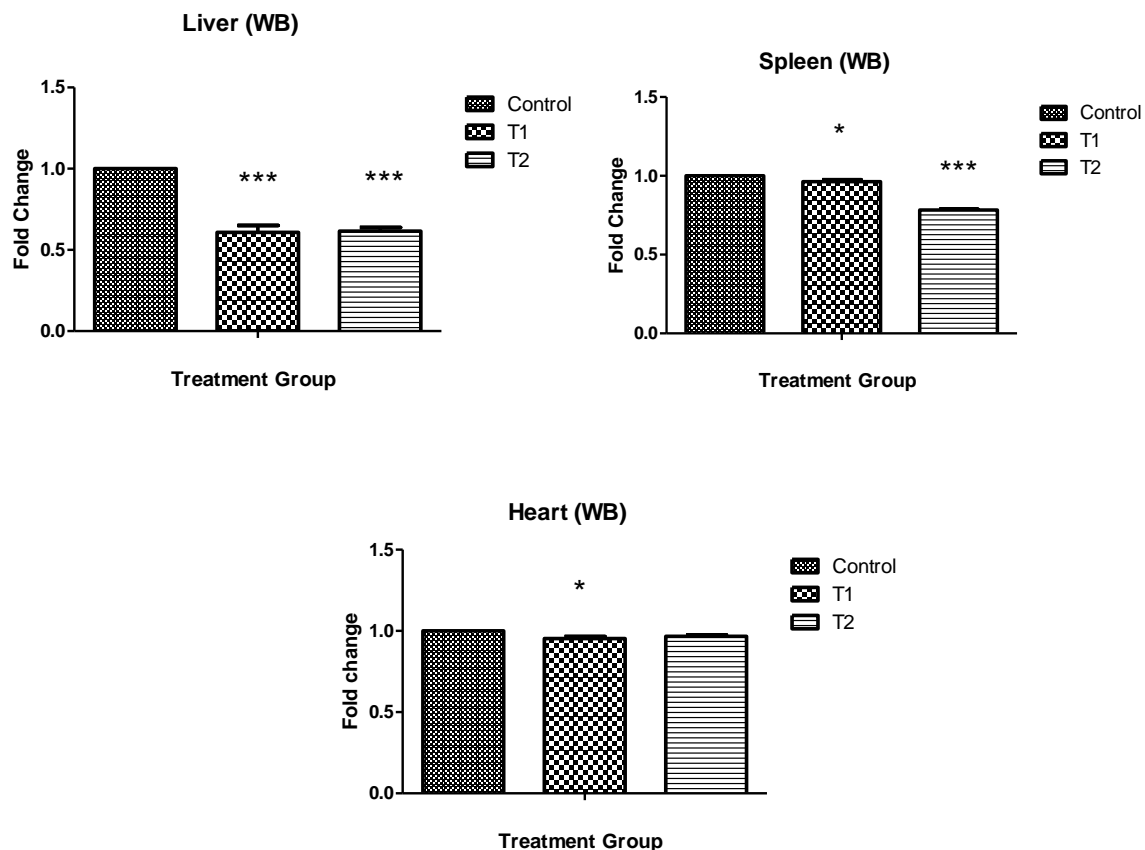 Liver (WB)
1.5
1.0
0.5
0.0
Fold Change
***
***
Control
T1
T2
Treatment Group
Spleen (WB)
1.5
1.0
0.5
0.0
Fold Change
*
***
Control
T1
T2
Treatment Group
Heart (WB)
1.5
1.0
0.5
0.0
Fold change
*
Control
T1
T2
Treatment Group